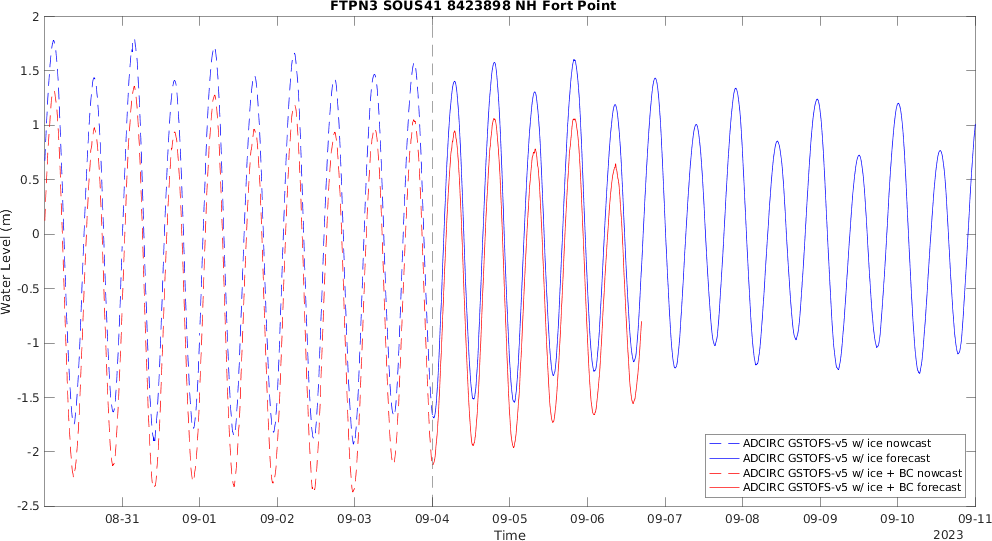 FTPN3 SOUS41 8423898 NH Fort Point
2
1.5
1
0.5
0
-0.5
-1
-1.5
-2
-2.5
Water Level (m)
ADCIRC GSTOFS-v5 w/ ice nowcast
ADCIRC GSTOFS-v5 w/ ice forecast
ADCIRC GSTOFS-v5 w/ ice + BC nowcast
ADCIRC GSTOFS-v5 w/ ice + BC forecast
08-31 09-01 09-02 09-03 09-04 09-05 09-06 09-07 09-08 09-09 09-10 09-11
Time
2023